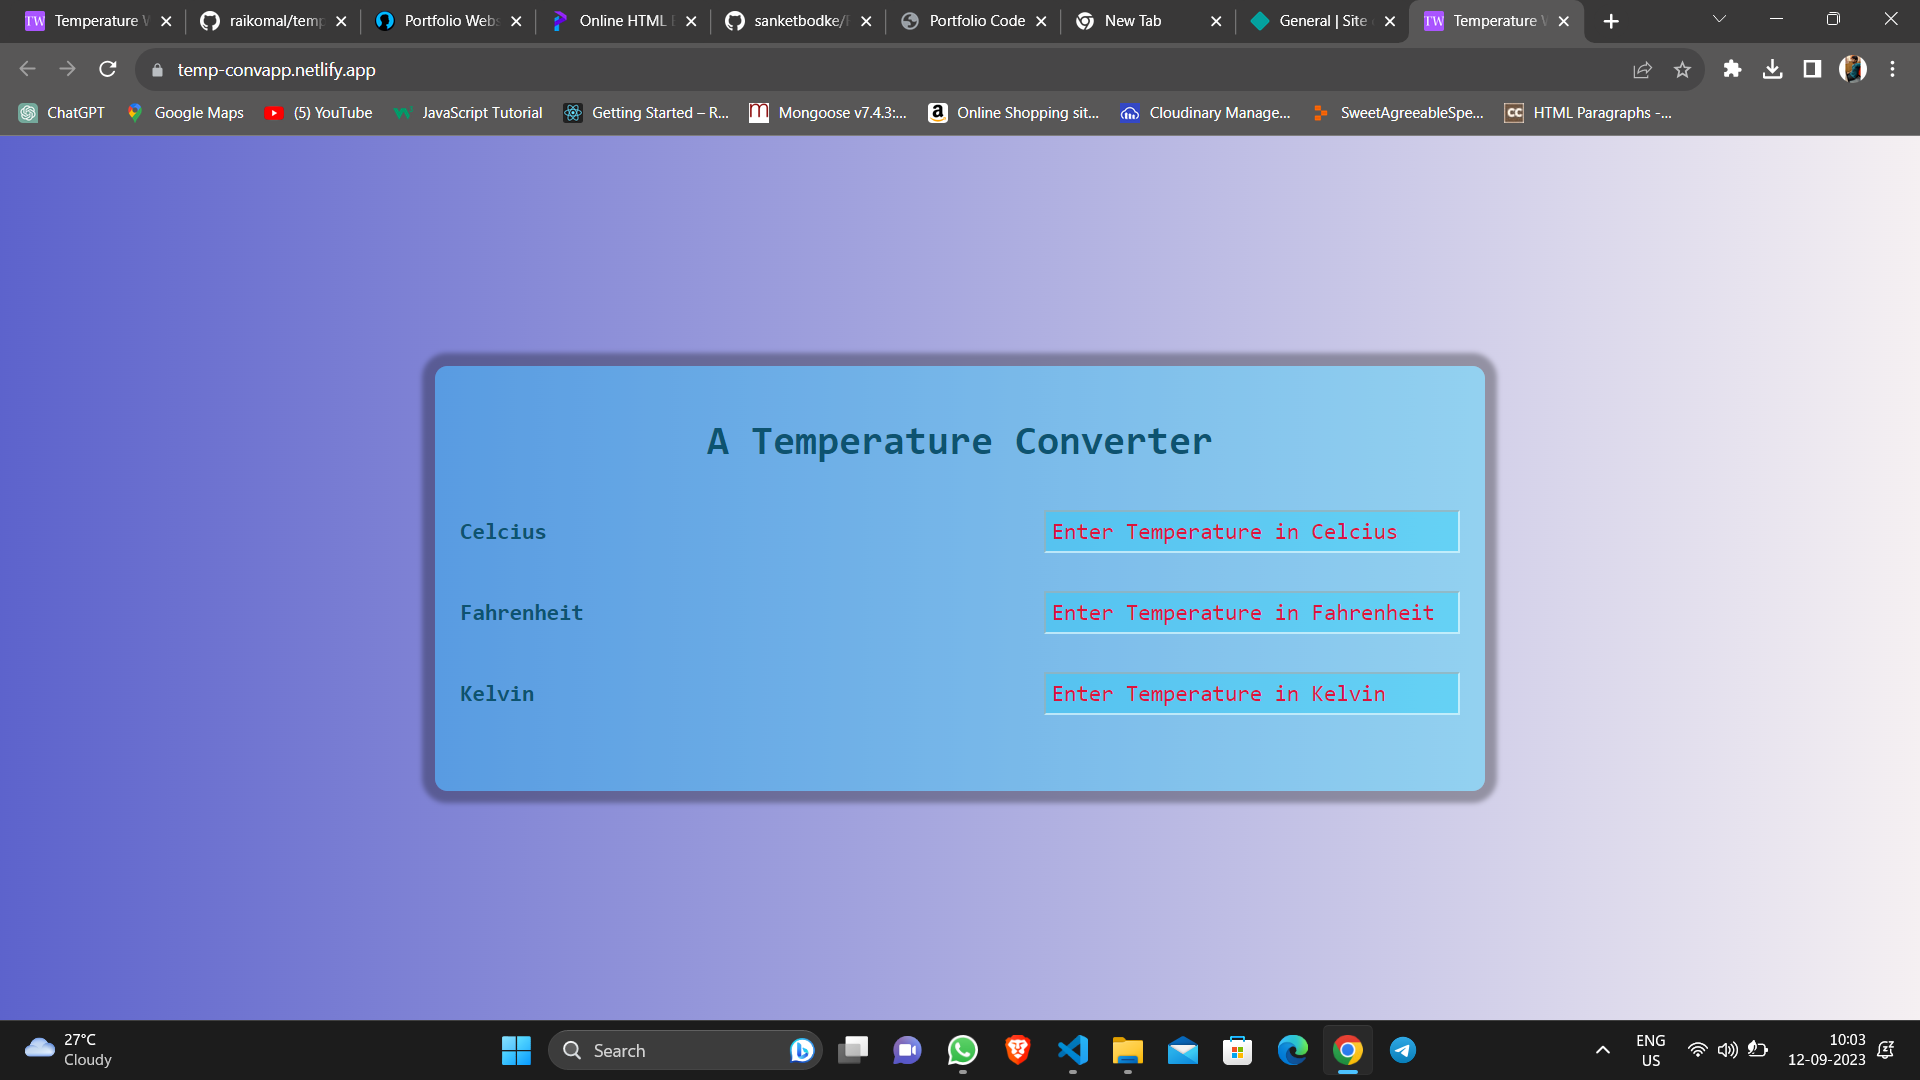 TW Temperature W
raikomal/temp
Portfolio Webs
Online HTML
sanketbodke/
Portfolio Code
New Tab
General | Site
TW Temperature
temp-convapp.netlify.app
ChatGPT
Google Maps
(5) YouTube
JavaScript Tutorial
Getting Started – R...
Mongoose v7.4.3:...
Online Shopping sit...
Cloudinary Manage...
SweetAgreeableSpe...
CC HTML Paragraphs -...
A Temperature Converter
Celcius
Enter Temperature in Celcius
Fahrenheit
Enter Temperature in Fahrenheit
Kelvin
Enter Temperature in Kelvin
27°C
Cloudy
Search
ENG
US
10:03
12-09-2023